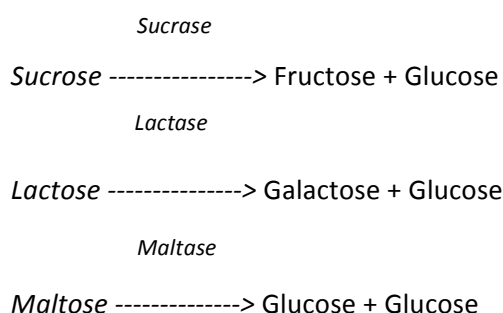 Sucrase
Sucrose ----------------> Fructose + Glucose
Lactase
Lactose ---------------> Galactose + Glucose
Maltase
Maltose --------------> Glucose + Glucose